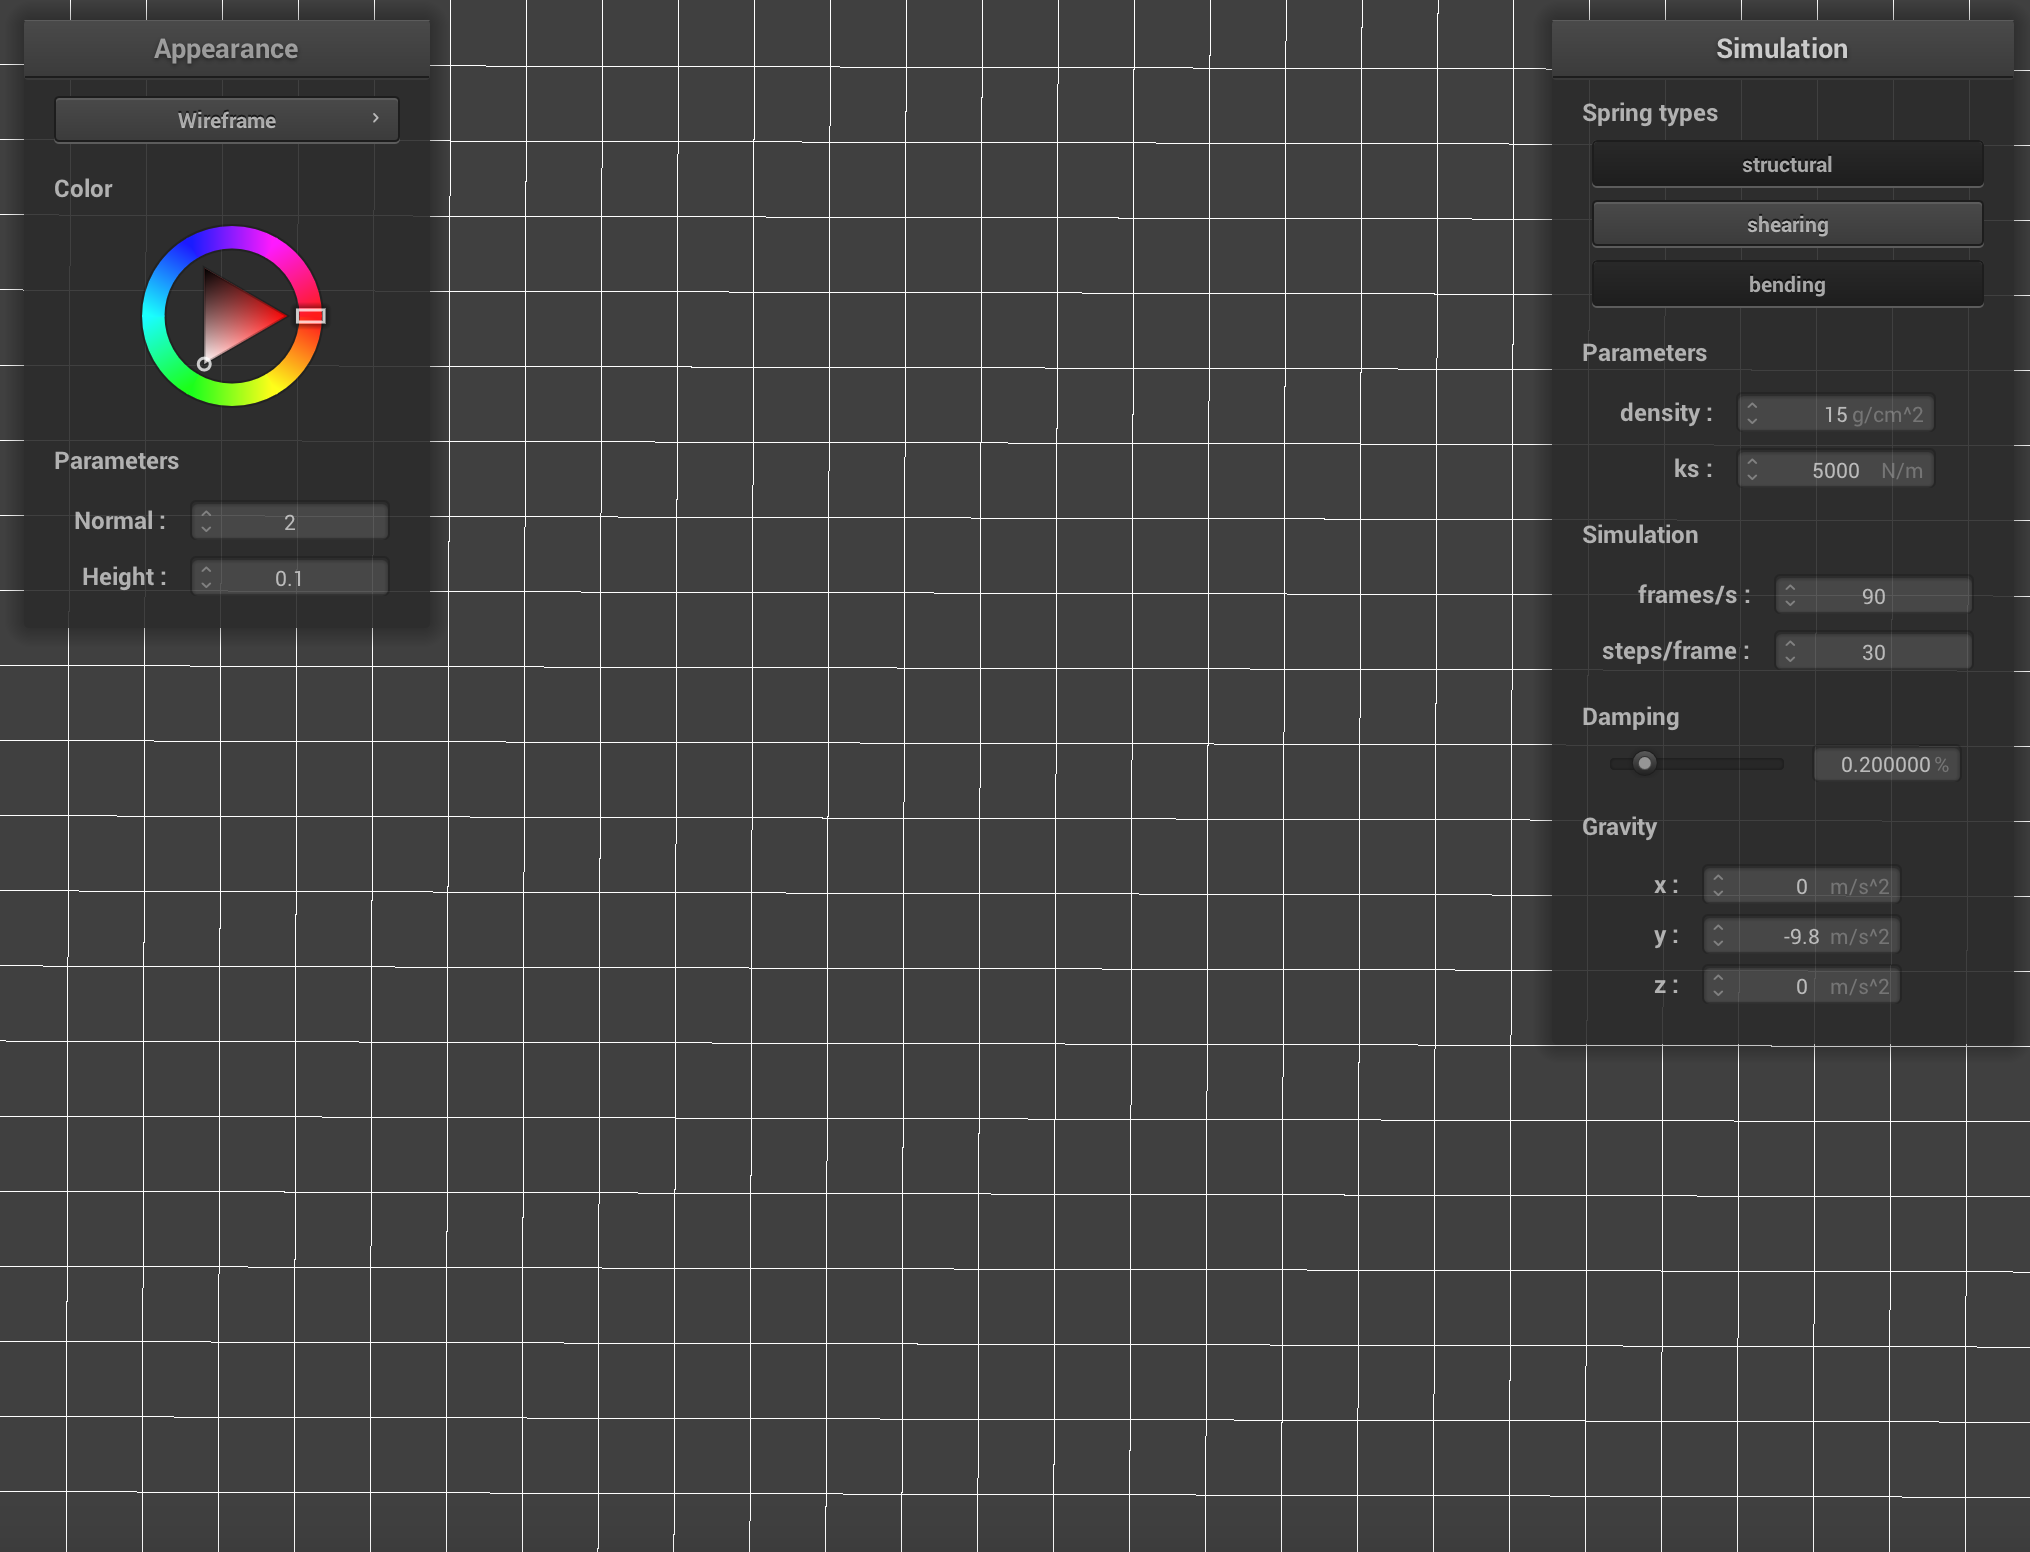 Appearance
Wireframe
Color
Parameters
Normal : 2
Height : 0.1
Simulation
Spring types
structural
shearing
bending
Parameters
density : 15 g/cm^2
ks : 5000 N/m
Simulation
frames/s : 90
steps/frame : 30
Damping
0.200000 %
Gravity
x : 0 m/s^2
y : -9.8 m/s^2
z : 0 m/s^2